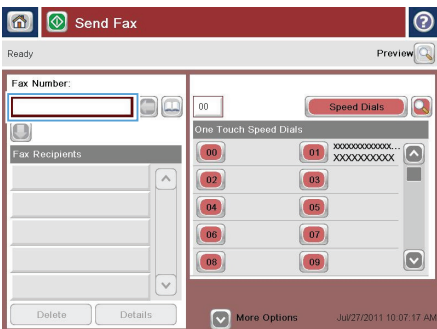 Send Fax
?
Ready
Preview
Fax Number:
Fax Recipients
Delete
Details
00
Speed Dials
One Touch Speed Dials
00
01 xxxxxxxxxxxxx...
XXXXXXXXXX
02
03
04
05
06
07
08
09
More Options
Jul/27/2011 10:07:17 AM